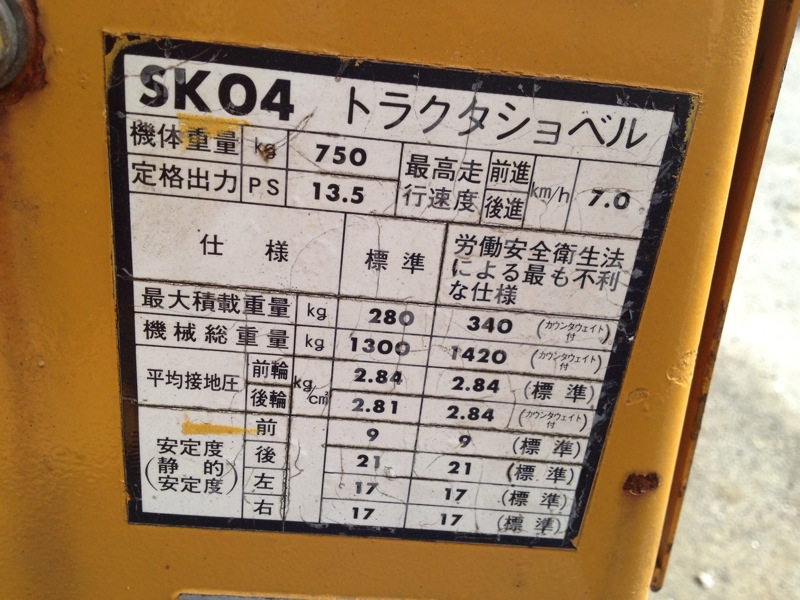 SK04 トラクタショベル
機体重量 kg 750 最高走行速度 前進 後進 km/h 7.0
定格出力 PS 13.5
仕様 標準 労働安全衛生法による最も不利な仕様
最大積載重量 kg 280 340 (カウンタウェイト付)
機械総重量 kg 1300 1420 (カウンタウェイト付)
平均接地圧 前輪 kg/cm² 2.84 2.84 (標準)
後輪 2.81 2.84 (カウンタウェイト付)
安定度(静的安定度) 前 9 9 (標準)
後 21 21 (標準)
左 17 17 (標準)
右 17 17 (標準)